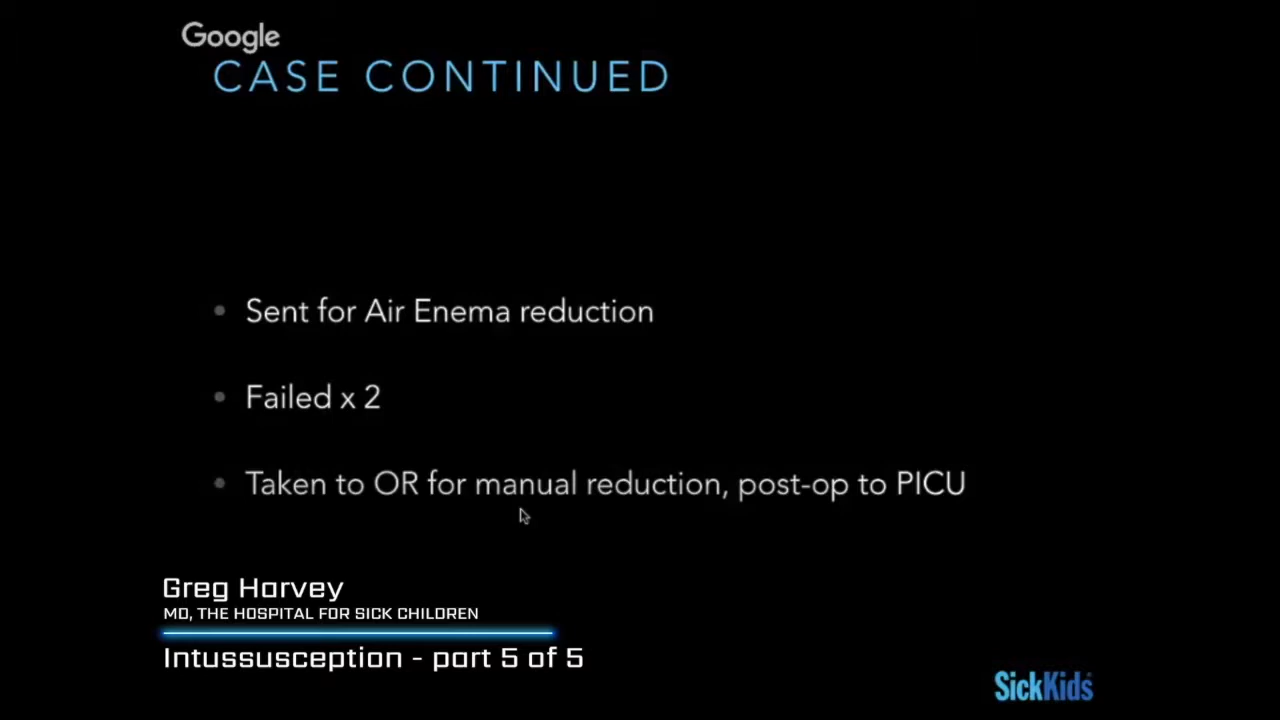 Google
CASE CONTINUED
• Sent for Air Enema reduction
• Failed x 2
• Taken to OR for manual reduction, post-op to PICU
Greg Harvey
MD, THE HOSPITAL FOR SICK CHILDREN
Intussusception - part 5 of 5
SickKids